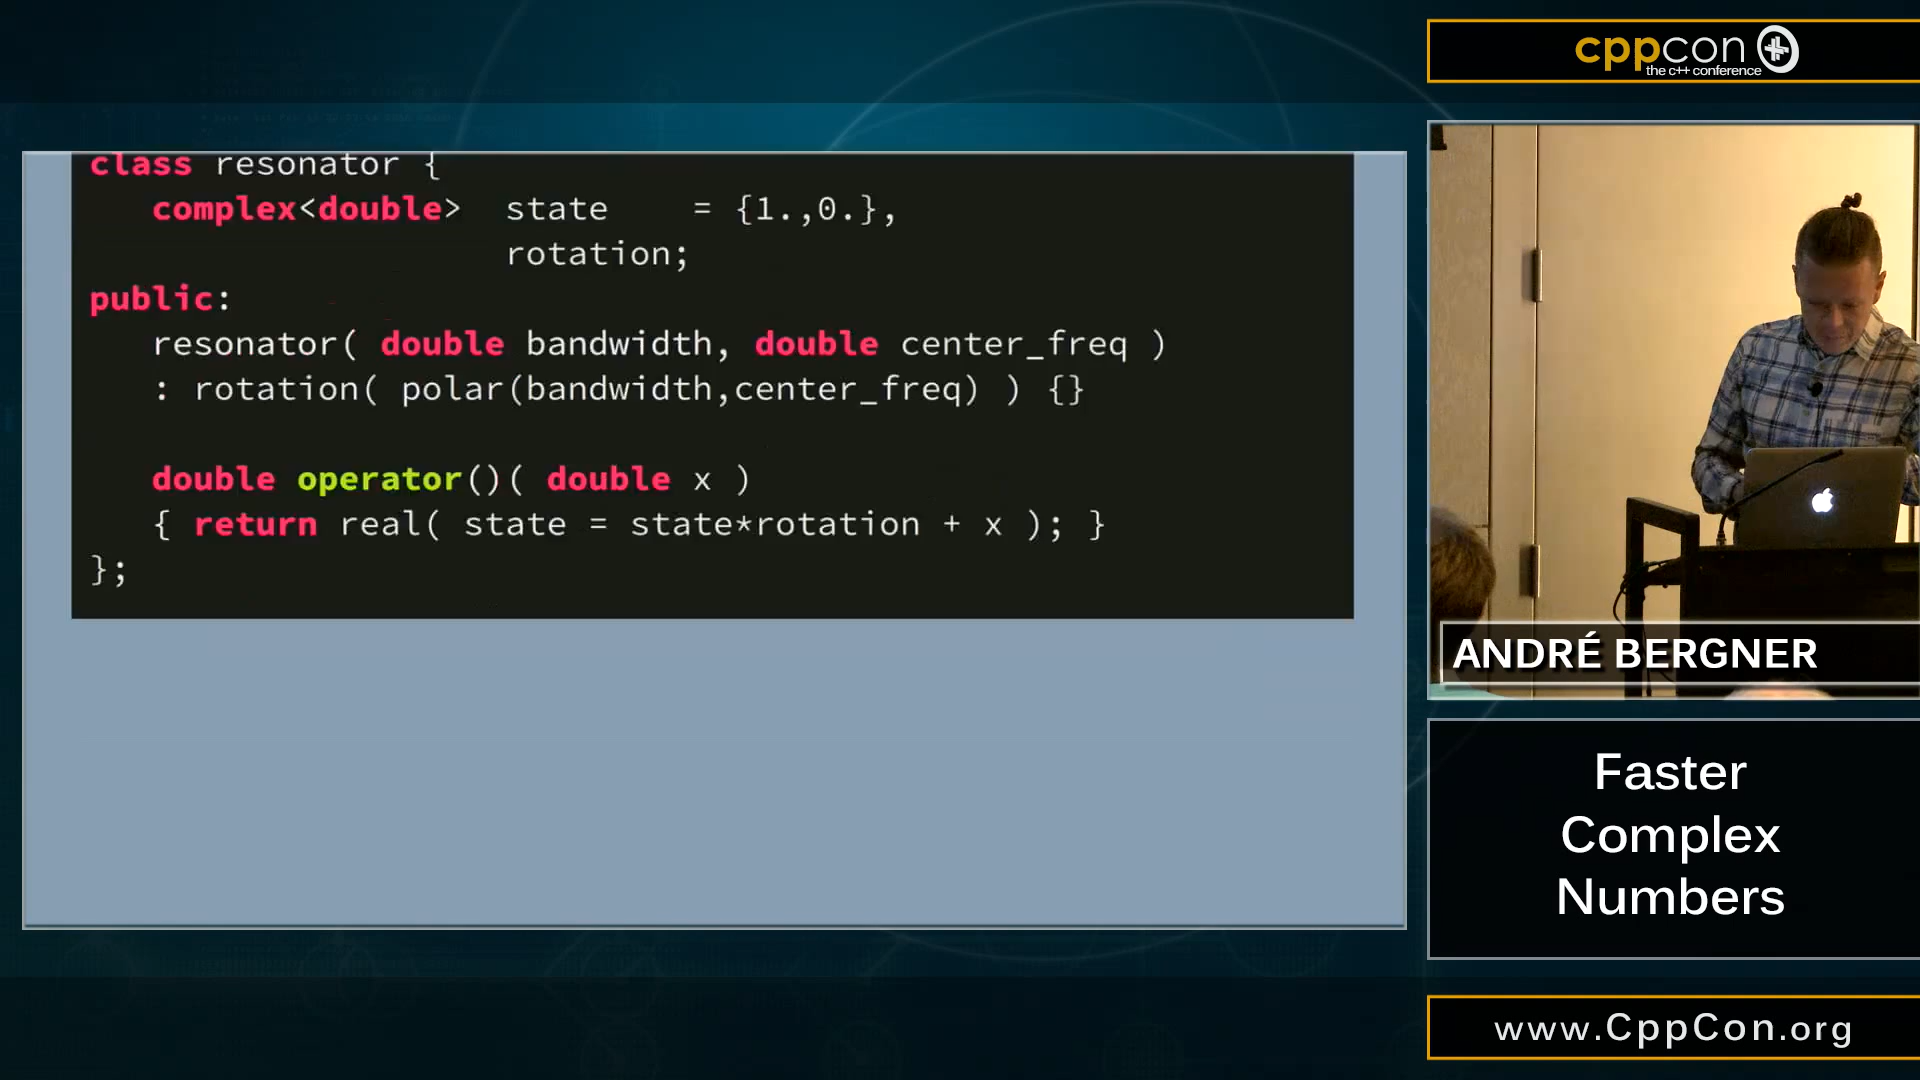 class resonator {
complex<double> state = {1.,0.},
rotation;
public:
resonator( double bandwidth, double center_freq )
: rotation( polar(bandwidth,center_freq) ) {}
double operator()( double x )
{ return real( state = state*rotation + x ); }
};
cppcon
the c++ conference
ANDRÉ BERGNER
Faster
Complex
Numbers
www.CppCon.org